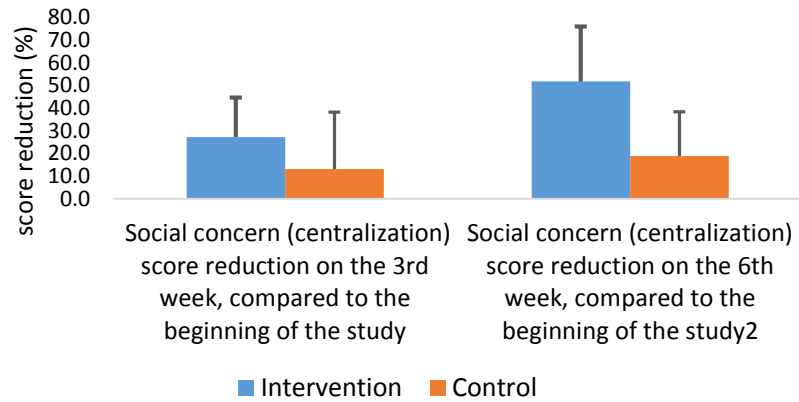 score reduction (%)
80.0
70.0
60.0
50.0
40.0
30.0
20.0
10.0
0.0
Social concern (centralization)
score reduction on the 3rd
week, compared to the
beginning of the study
Social concern (centralization)
score reduction on the 6th
week, compared to the
beginning of the study2
Intervention
Control